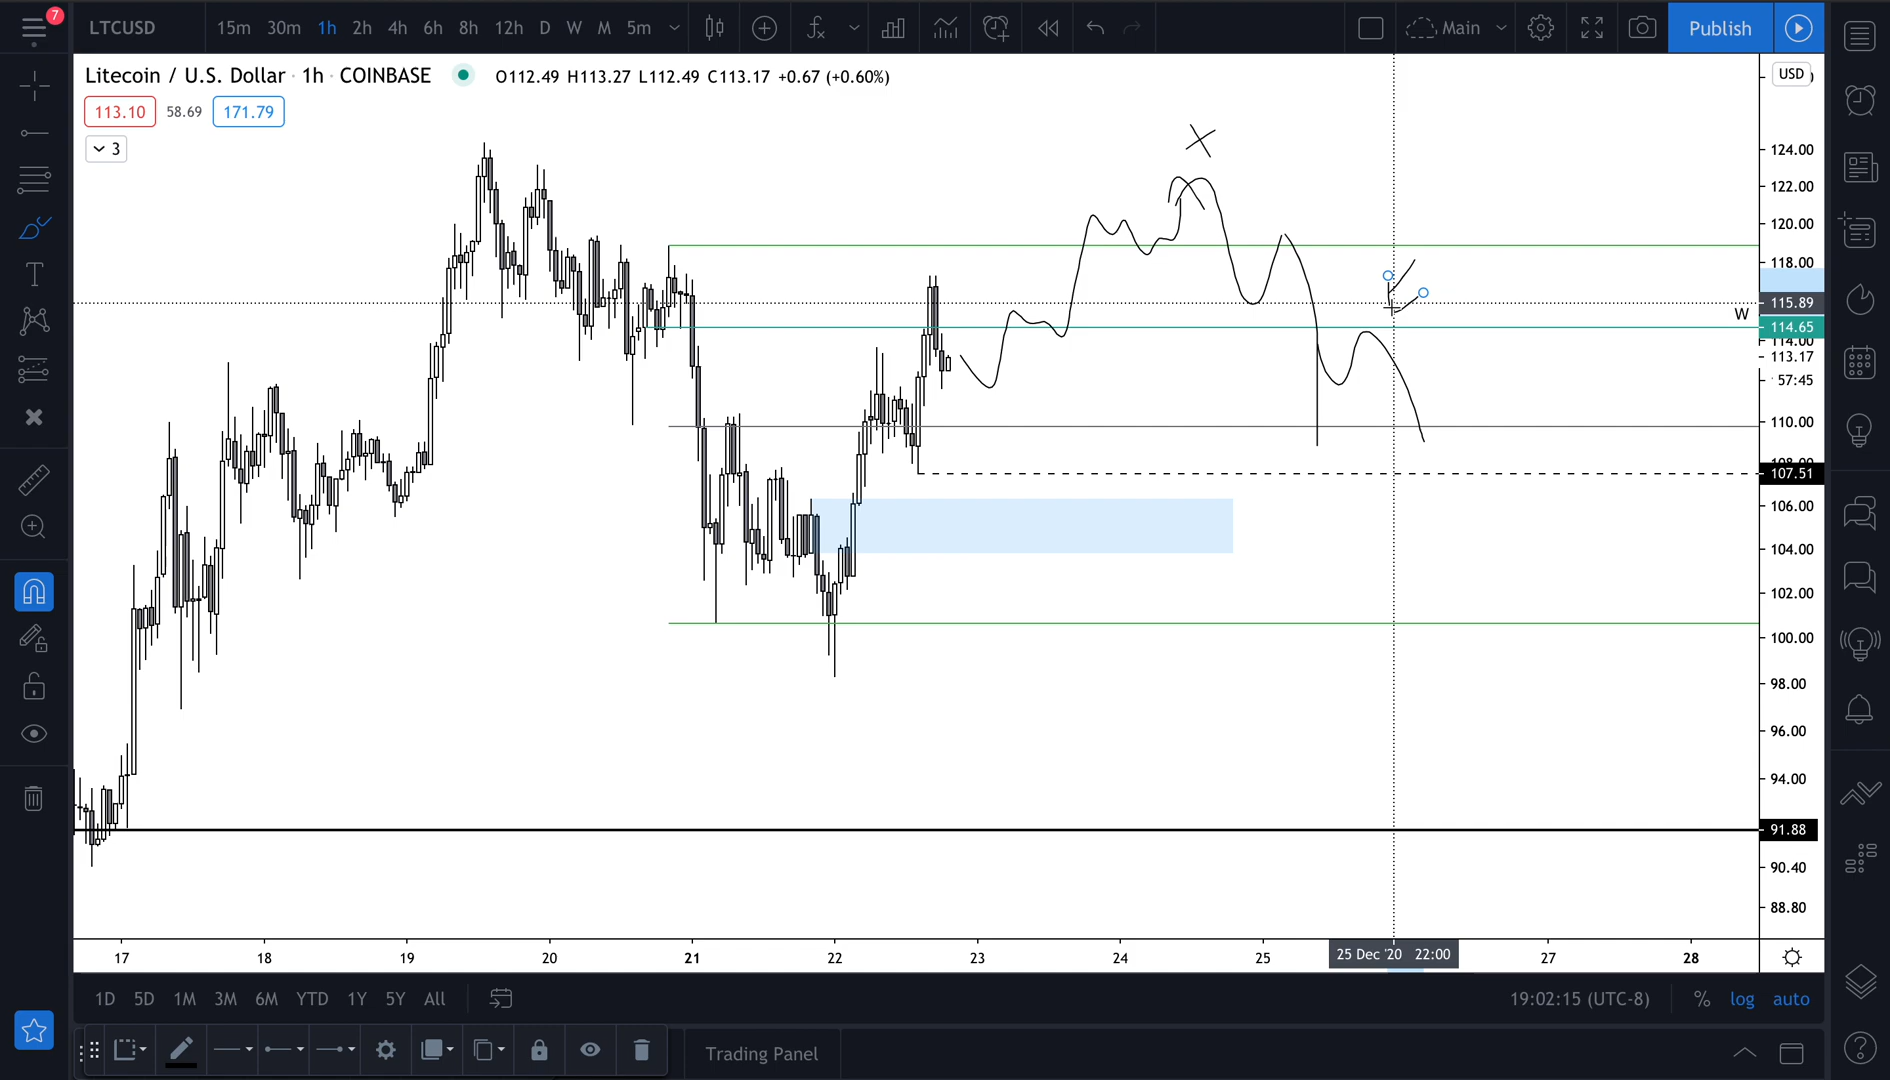 7
LTCUSD 15m 30m 1h 2h 4h 6h 8h 12h D W M 5m Main Publish
Litecoin / U.S. Dollar · 1h · COINBASE O112.49 H113.27 L112.49 C113.17 +0.67 (+0.60%)
USD
113.10 58.69 171.79
3
124.00
122.00
120.00
118.00
115.89
W
114.65
114.00
113.17
57:45
110.00
107.51
106.00
104.00
102.00
100.00
98.00
96.00
94.00
91.88
90.40
88.80
17 18 19 20 21 22 23 24 25 25 Dec '20 22:00 27 28
1D 5D 1M 3M 6M YTD 1Y 5Y All 19:02:15 (UTC-8) % log auto
Trading Panel